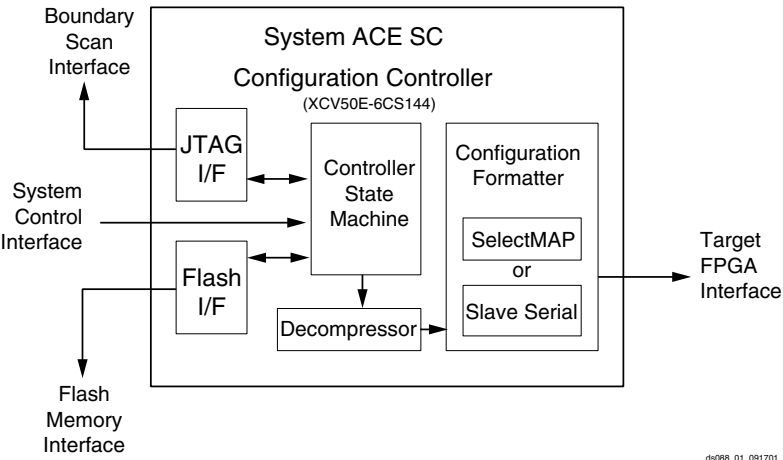 Boundary
Scan
Interface
System ACE SC
Configuration Controller
(XCV50E-6CS144)
JTAG
I/F
Controller
State
Machine
Configuration
Formatter
System
Control
Interface
SelectMAP
or
Slave Serial
Target
FPGA
Interface
Flash
I/F
Decompressor
Flash
Memory
Interface
ds088_01_091701